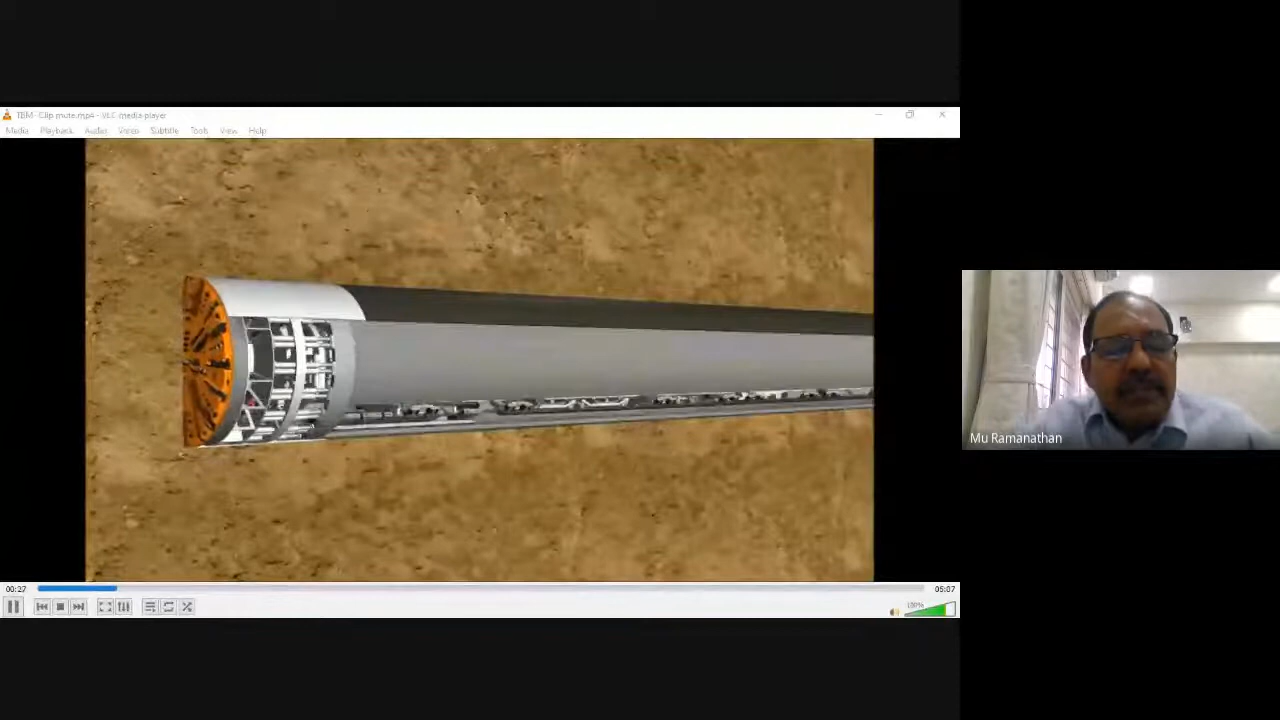 TBM-Clip mute.mp4 - VLC media player
Media Playback Audio Video Subtitle Tools View Help
Mu Ramanathan
00:27
05:07
100%